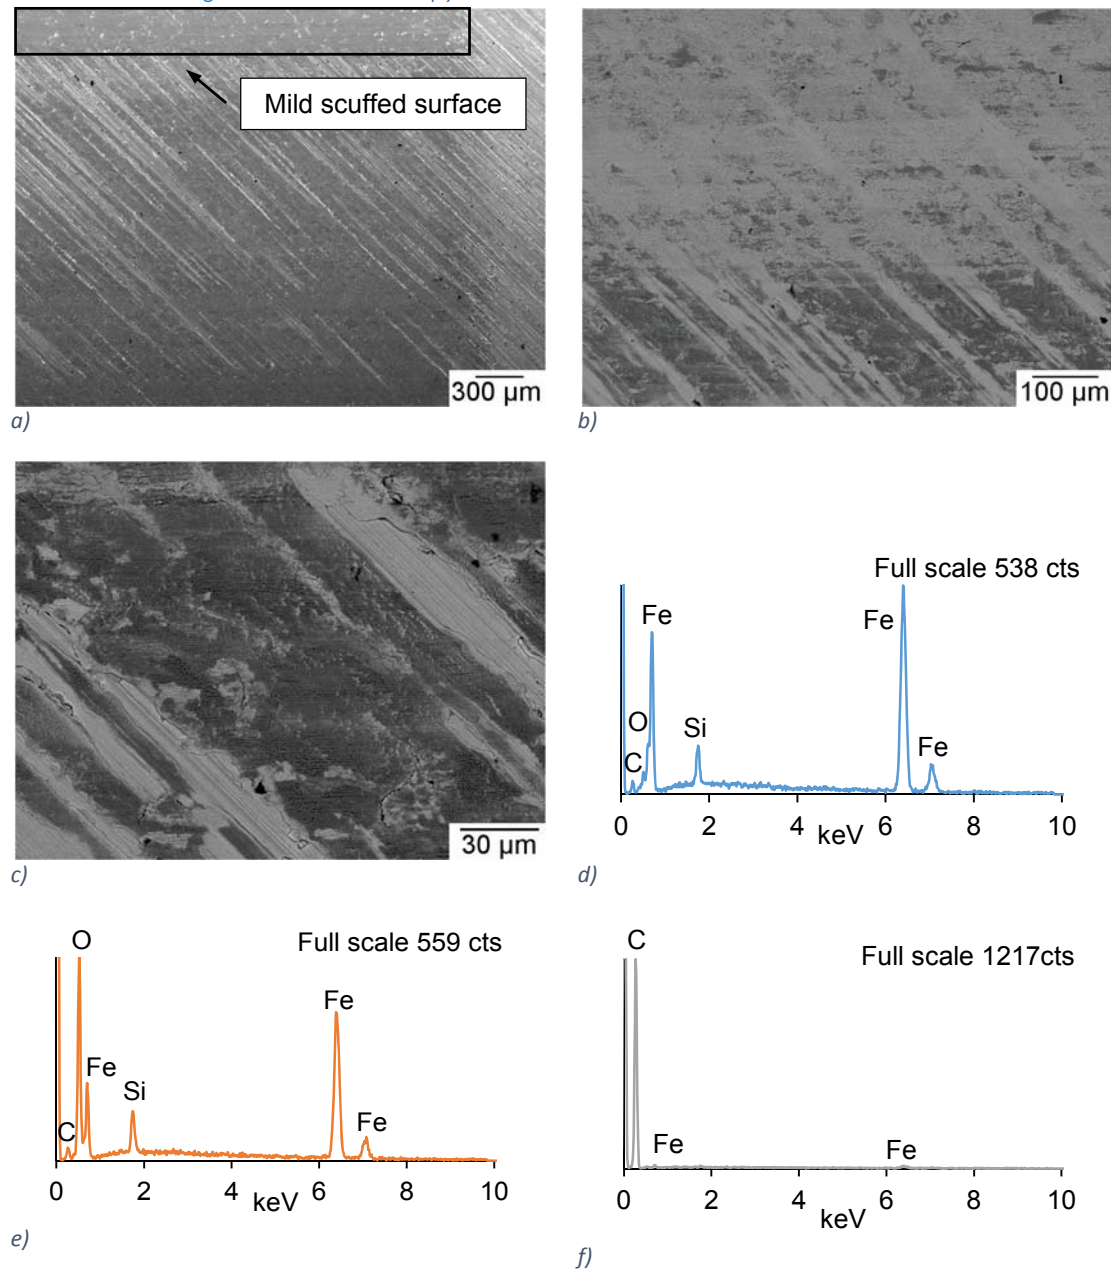 Mild scuffed surface
300 µm
100 µm
a)
b)
30 µm
c)
Full scale 538 cts
Fe
Fe
O
Si
C
Fe
0 2 4 6 8 10
keV
d)
O
Full scale 559 cts
Fe
Fe
Si
C
Fe
0 2 4 6 8 10
keV
e)
C
Full scale 1217cts
Fe
Fe
0 2 4 6 8 10
keV
f)